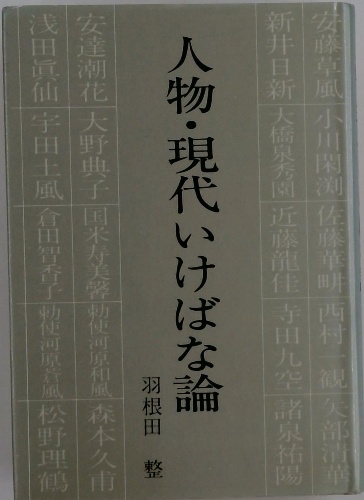 安藤草風 小川閑渕 佐藤華畊 西村一観 矢部清華
新井日新 大橋泉園 近藤龍佳 寺田九空 諸泉祐陽
人物・現代いけばな論
羽根田 整
安達潮花 大野典子 国米寿美馨 勅使河原和風 森本久甫
浅田眞仙 宇田土風 倉田智香子 勅使河原蒼風 松野理鶴